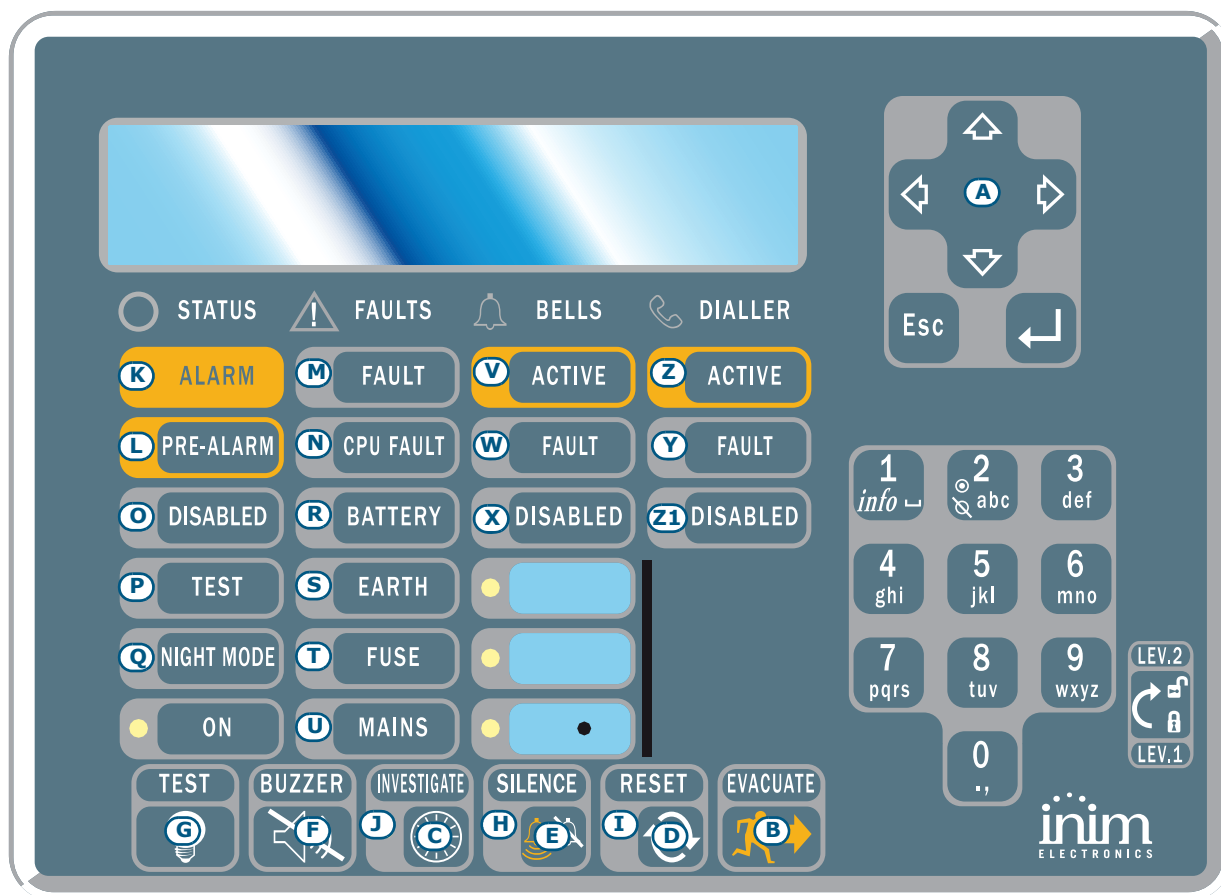 A
STATUS FAULTS BELLS DIALLER
Esc
K ALARM M FAULT V ACTIVE Z ACTIVE
L PRE-ALARM N CPU FAULT W FAULT Y FAULT
O DISABLED R BATTERY X DISABLED Z1 DISABLED
P TEST S EARTH
Q NIGHT MODE T FUSE
ON U MAINS
1 2 3
info abc def
4 5 6
ghi jkl mno
7 8 9
pqrs tuv wxyz
0
.,
LEV.2
LEV.1
TEST BUZZER INVESTIGATE SILENCE RESET EVACUATE
G F J C H E I D B
inim
ELECTRONICS